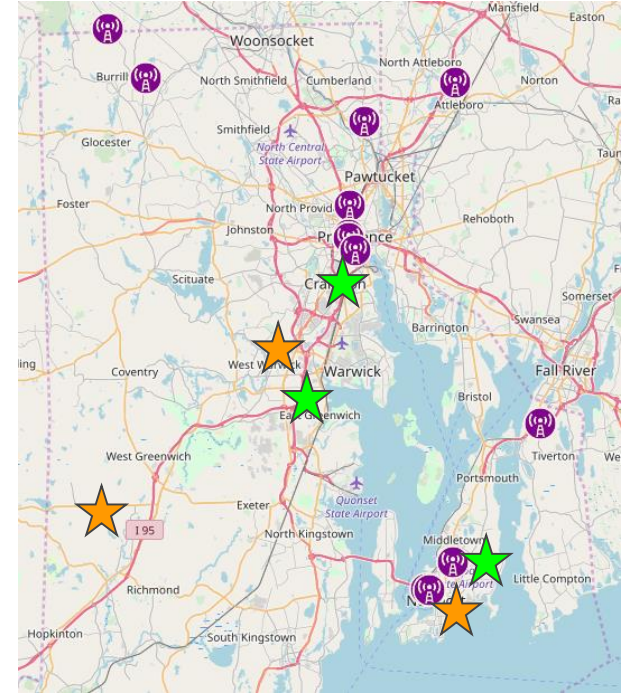 Mansfield
Easton
Woonsocket
North Attleboro
Burrill
North Smithfield
Cumberland
Norton
Attleboro
Smithfield
Glocester
North Central
State Airport
Pawtucket
Foster
North Provid
Rehoboth
Johnston
Scituate
Somerset
Barrington
Swansea
Coventry
West
Warwick
Fall River
Bristol
East Greenwich
West Greenwich
Tiverton
Portsmouth
Exeter
Quonset
State Airport
I 95
North Kingstown
Middletown
te Airport
Little Compton
Richmond
Hopkinton
South Kingstown